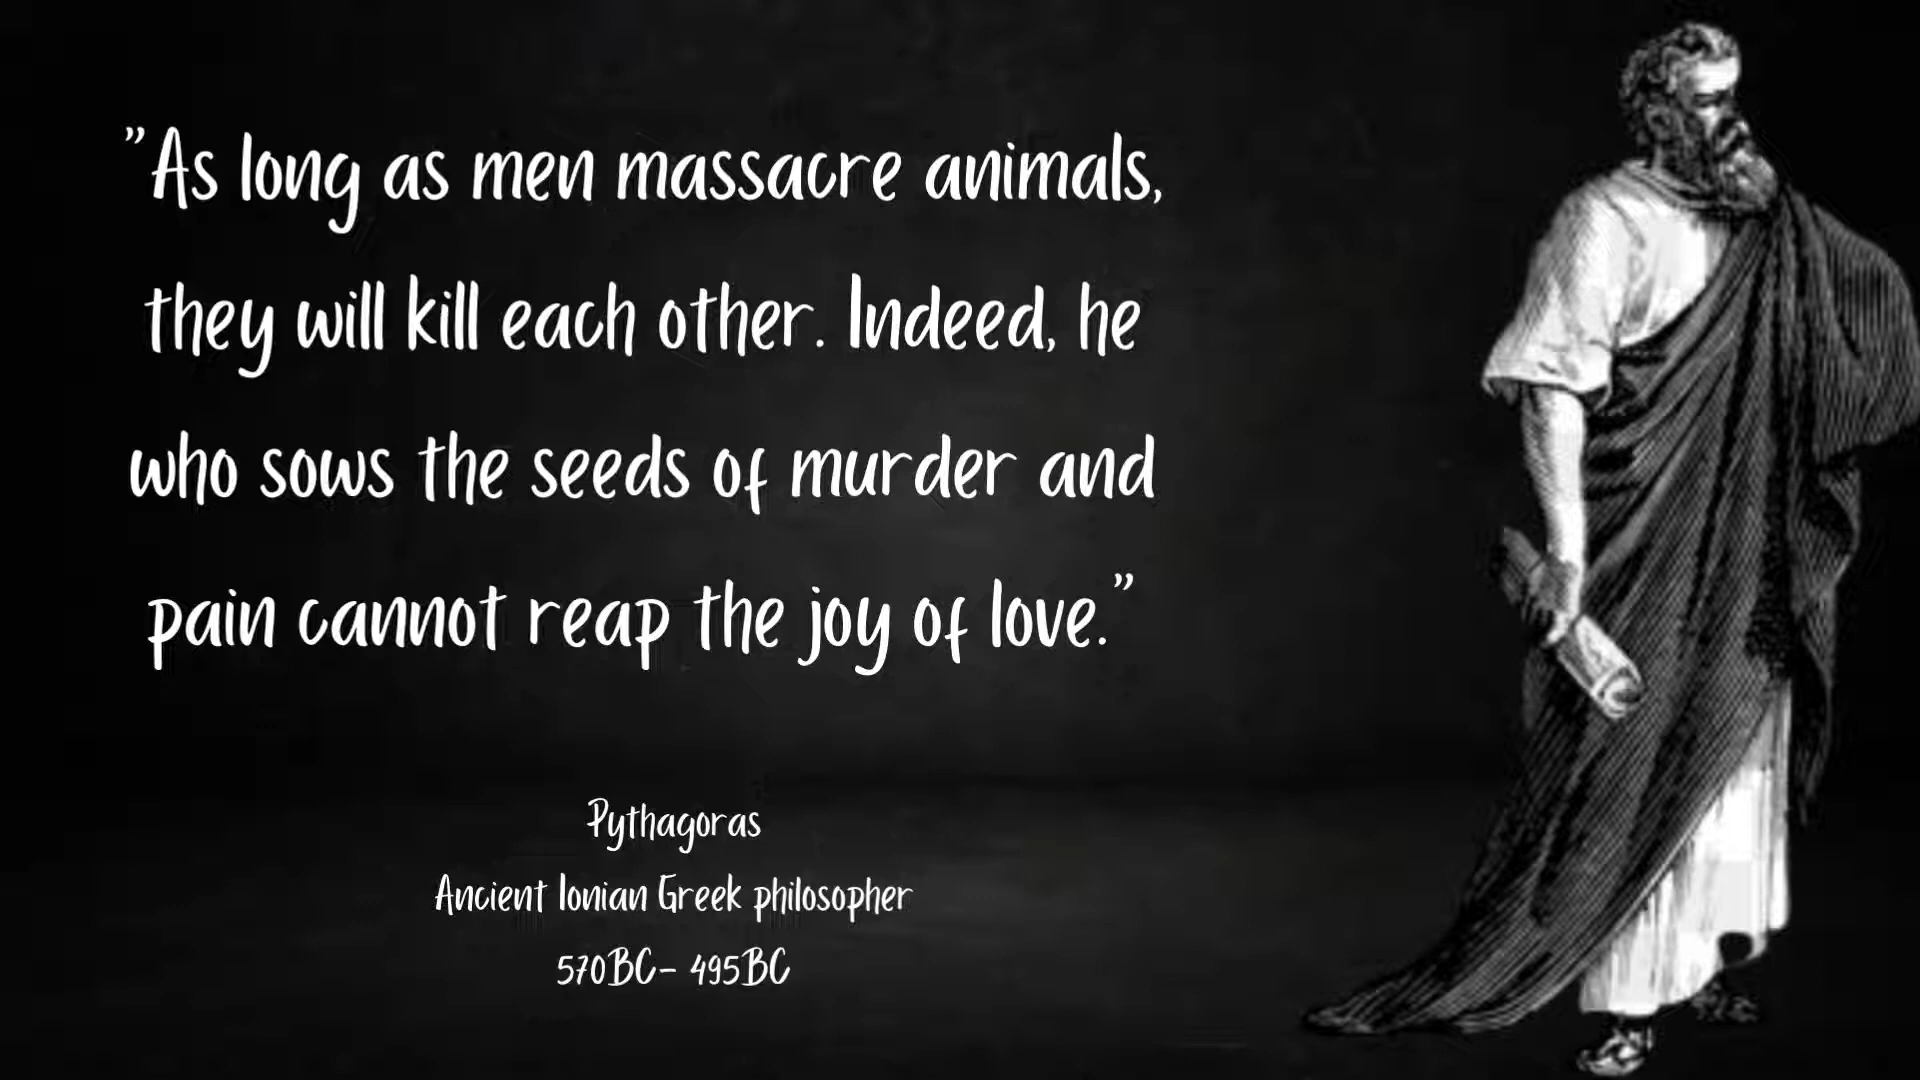 ”As long as men massacre animals,
they will kill each other. Indeed, he
who sows the seeds of murder and
pain cannot reap the joy of love.”
Pythagoras
Ancient Ionian Greek philosopher
570BC- 495BC